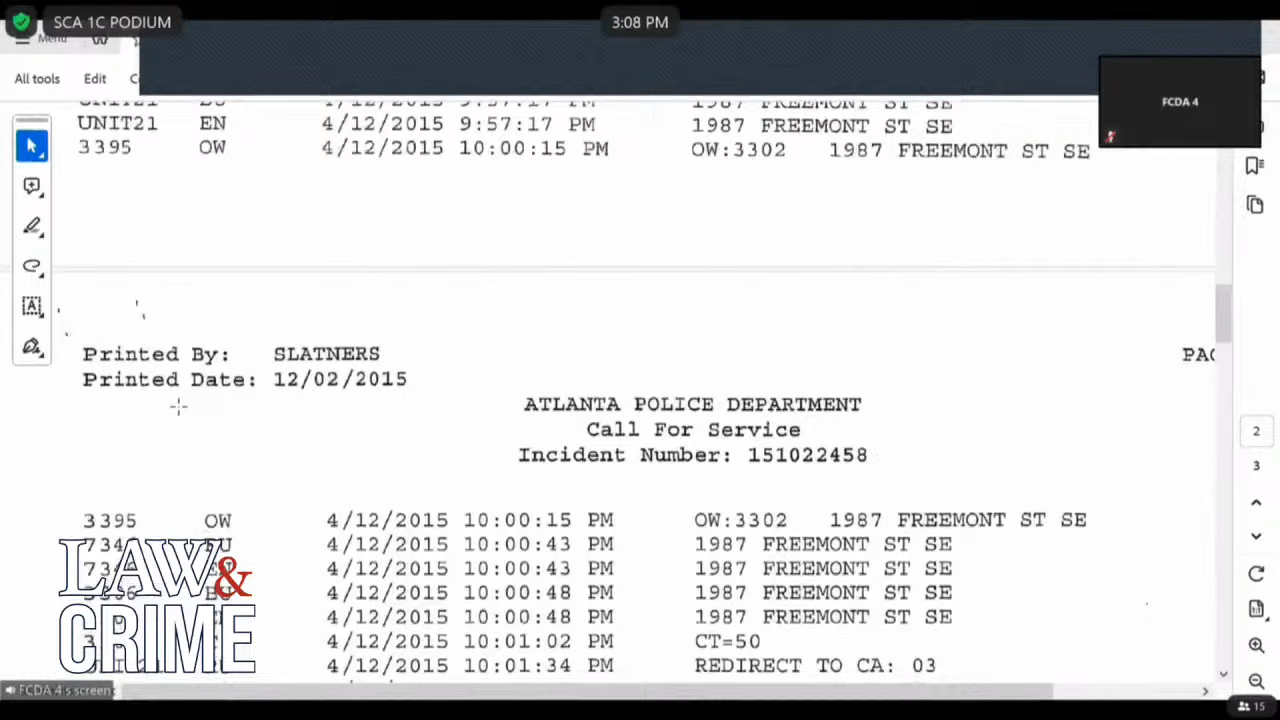 SCA 1C PODIUM
3:08 PM
Menu
All tools Edit
FCDA 4
UNIT21 EN 4/12/2015 9:57:17 PM 1987 FREEMONT ST SE
3395 OW 4/12/2015 10:00:15 PM OW:3302 1987 FREEMONT ST SE
Printed By: SLATNERS
Printed Date: 12/02/2015
ATLANTA POLICE DEPARTMENT
Call For Service
Incident Number: 151022458
2
3
3395 OW 4/12/2015 10:00:15 PM OW:3302 1987 FREEMONT ST SE
4/12/2015 10:00:43 PM 1987 FREEMONT ST SE
4/12/2015 10:00:43 PM 1987 FREEMONT ST SE
4/12/2015 10:00:48 PM 1987 FREEMONT ST SE
4/12/2015 10:00:48 PM 1987 FREEMONT ST SE
4/12/2015 10:01:02 PM CT=50
4/12/2015 10:01:34 PM REDIRECT TO CA: 03
LAW&
CRIME
FCDA 4's screen
15